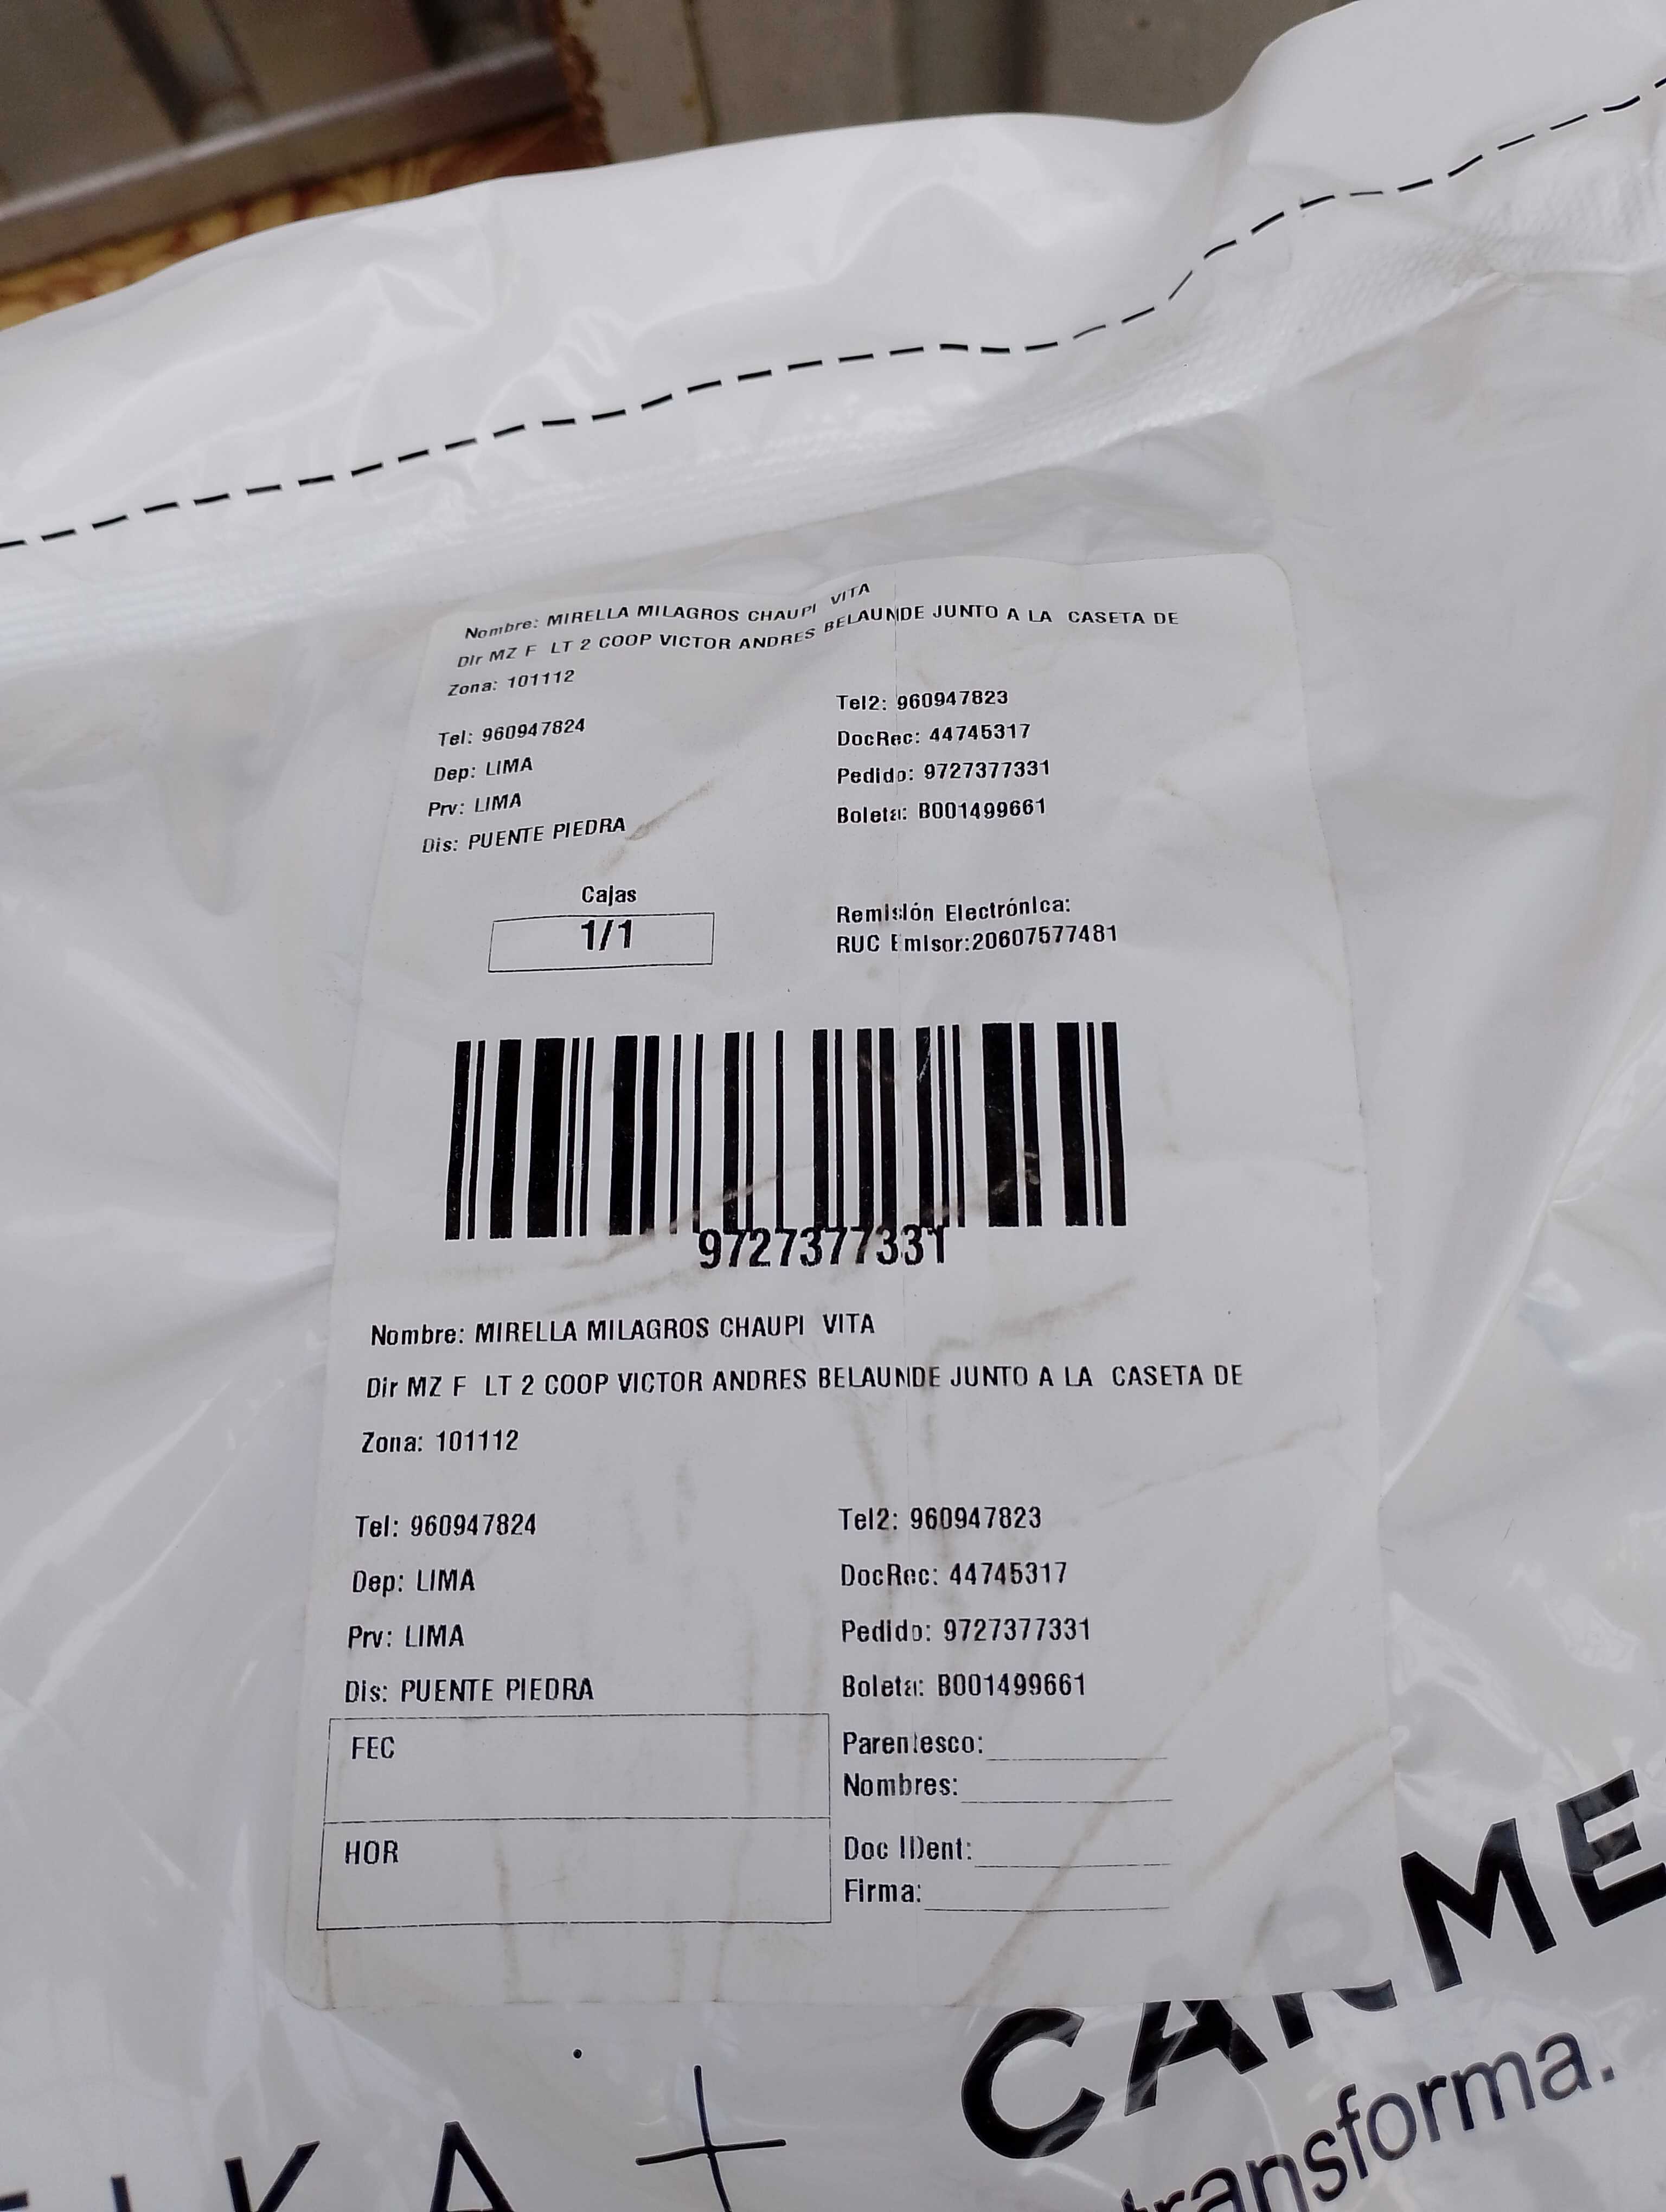 Nombre: MIRELLA MILAGROS CHAUPI VITA
Dir MZ F LT 2 COOP VICTOR ANDRES BELAUNDE JUNTO A LA CASETA DE
Zona: 101112
Tel: 960947824 Tel2: 960947823
Dep: LIMA DocRec: 44745317
Prv: LIMA Pedido: 9727377331
Dis: PUENTE PIEDRA Boleta: B001499661
Cajas
1/1
Remisión Electrónica:
RUC Emisor:20607577481
9727377331
Nombre: MIRELLA MILAGROS CHAUPI VITA
Dir MZ F LT 2 COOP VICTOR ANDRES BELAUNDE JUNTO A LA CASETA DE
Zona: 101112
Tel: 960947824 Tel2: 960947823
Dep: LIMA DocRec: 44745317
Prv: LIMA Pedido: 9727377331
Dis: PUENTE PIEDRA Boleta: B001499661
FEC
HOR
Parentesco:
Nombres:
Doc IDent:
Firma:
CARME
transforma.